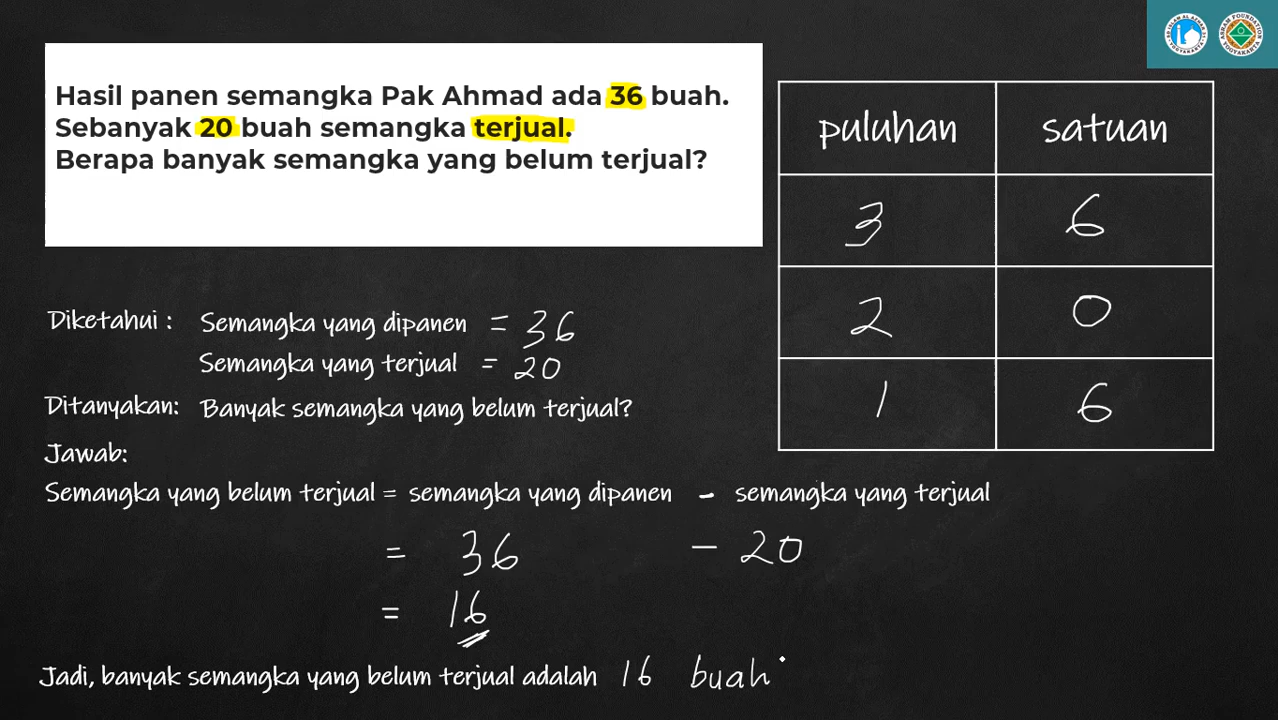 Hasil panen semangka Pak Ahmad ada 36 buah.
Sebanyak 20 buah semangka terjual.
Berapa banyak semangka yang belum terjual?
puluhan satuan
3 6
2 0
1 6
Diketahui : Semangka yang dipanen = 36
Semangka yang terjual = 20
Ditanyakan: Banyak semangka yang belum terjual?
Jawab:
Semangka yang belum terjual = semangka yang dipanen - semangka yang terjual
= 36 - 20
= 16
Jadi, banyak semangka yang belum terjual adalah 16 buah